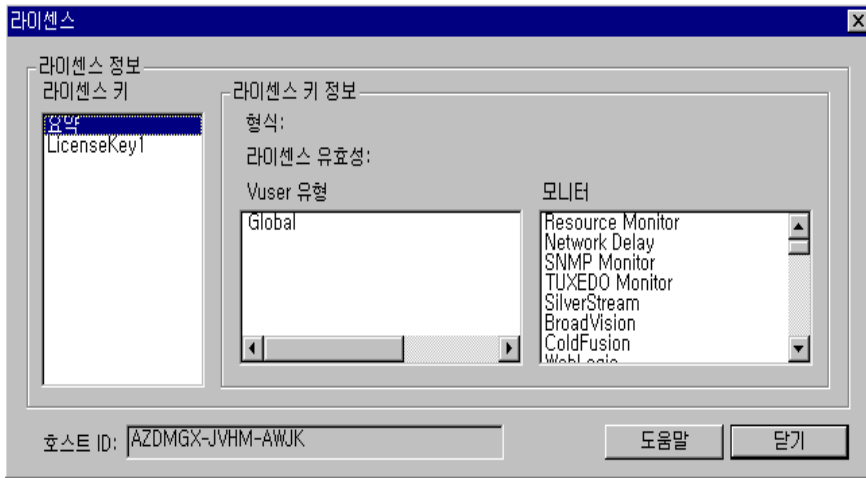 라이센스
라이센스 정보
라이센스 키
요약
LicenseKey1
라이센스 키 정보
형식:
라이센스 유효성:
Vuser 유형
Global
모니터
Resource Monitor
Network Delay
SNMP Monitor
TUXEDO Monitor
SilverStream
BroadVision
ColdFusion
WebLogic
호스트 ID: AZDMGX-JVHM-AWJK
도움말
닫기